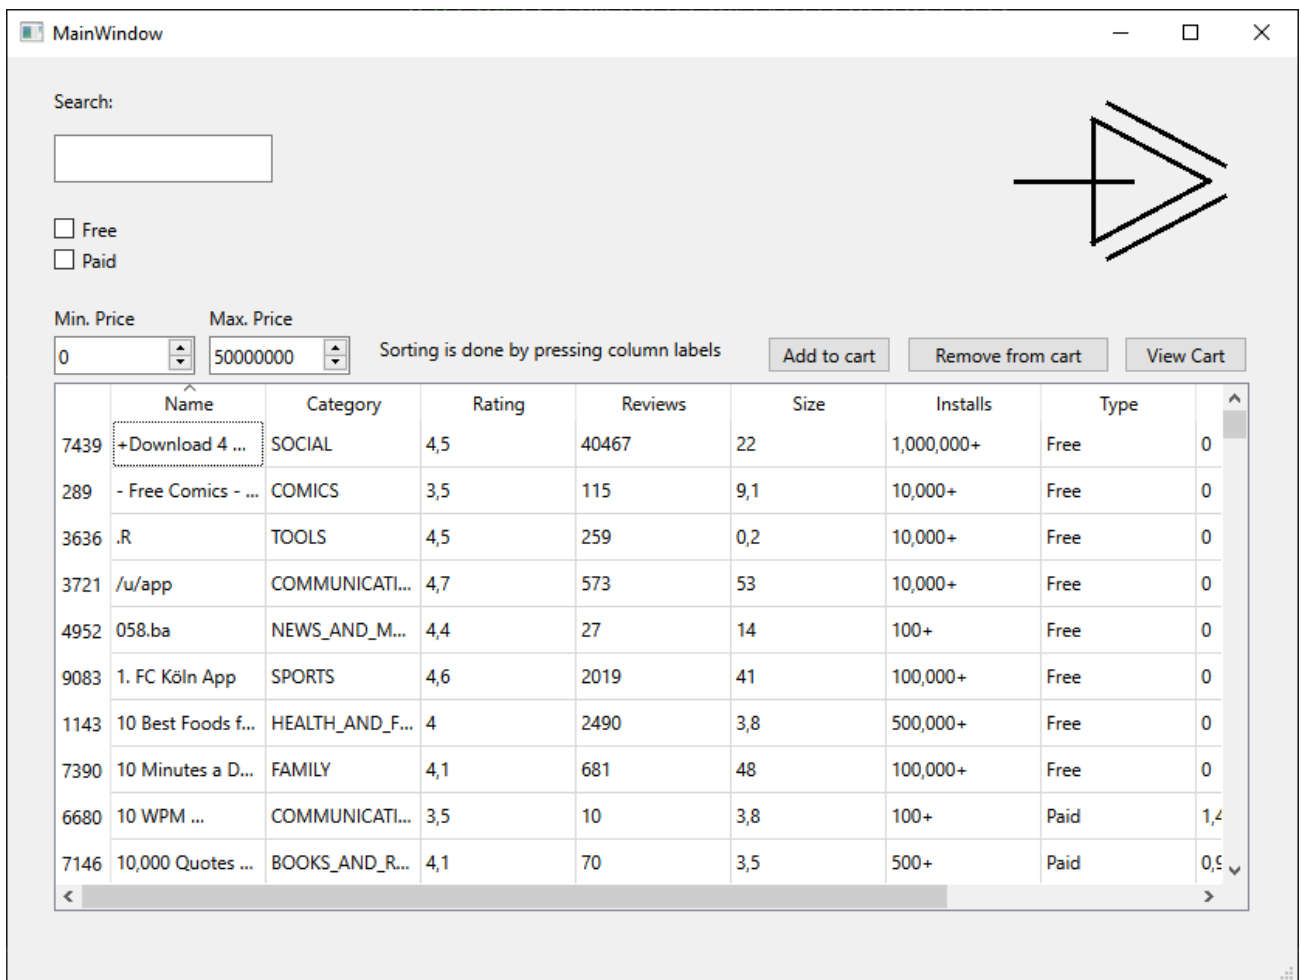 MainWindow
Search:
Free
Paid
Min. Price Max. Price
0 50000000 Sorting is done by pressing column labels Add to cart Remove from cart View Cart
Name Category Rating Reviews Size Installs Type
7439 +Download 4 ... SOCIAL 4,5 40467 22 1,000,000+ Free 0
289 - Free Comics - ... COMICS 3,5 115 9,1 10,000+ Free 0
3636 .R TOOLS 4,5 259 0,2 10,000+ Free 0
3721 /u/app COMMUNICATI... 4,7 573 53 10,000+ Free 0
4952 058.ba NEWS_AND_M... 4,4 27 14 100+ Free 0
9083 1. FC Köln App SPORTS 4,6 2019 41 100,000+ Free 0
1143 10 Best Foods f... HEALTH_AND_F... 4 2490 3,8 500,000+ Free 0
7390 10 Minutes a D... FAMILY 4,1 681 48 100,000+ Free 0
6680 10 WPM ... COMMUNICATI... 3,5 10 3,8 100+ Paid 1,4
7146 10,000 Quotes ... BOOKS_AND_R... 4,1 70 3,5 500+ Paid 0,9